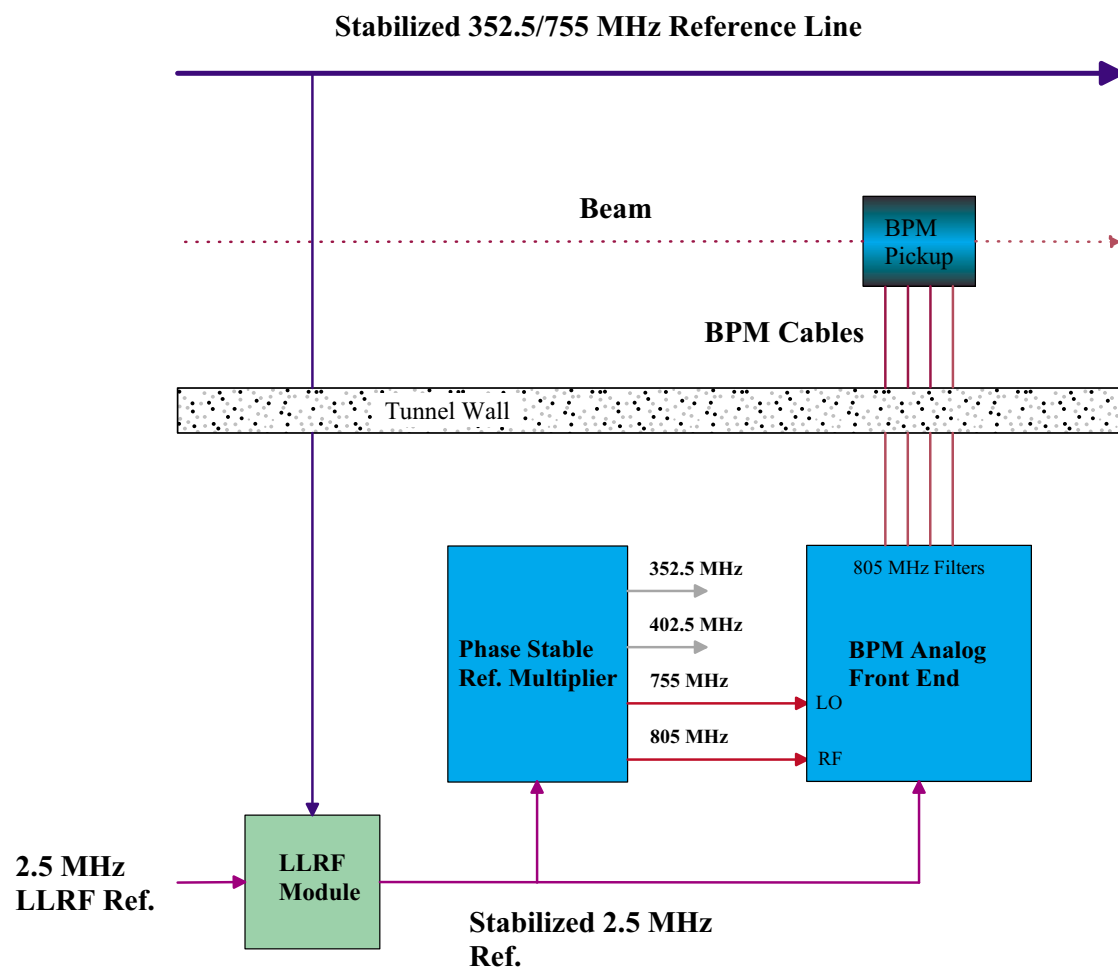 Stabilized 352.5/755 MHz Reference Line
Beam
BPM
Pickup
BPM Cables
Tunnel Wall
352.5 MHz
402.5 MHz
755 MHz
805 MHz
Phase Stable
Ref. Multiplier
805 MHz Filters
BPM Analog
Front End
LO
RF
2.5 MHz
LLRF Ref.
LLRF
Module
Stabilized 2.5 MHz
Ref.